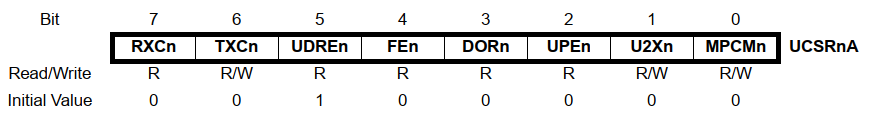 Bit 7 6 5 4 3 2 1 0
RXCn TXCn UDREn FEn DORn UPEn U2Xn MPCMn UCSRnA
Read/Write R R/W R R R R R/W R/W
Initial Value 0 0 1 0 0 0 0 0